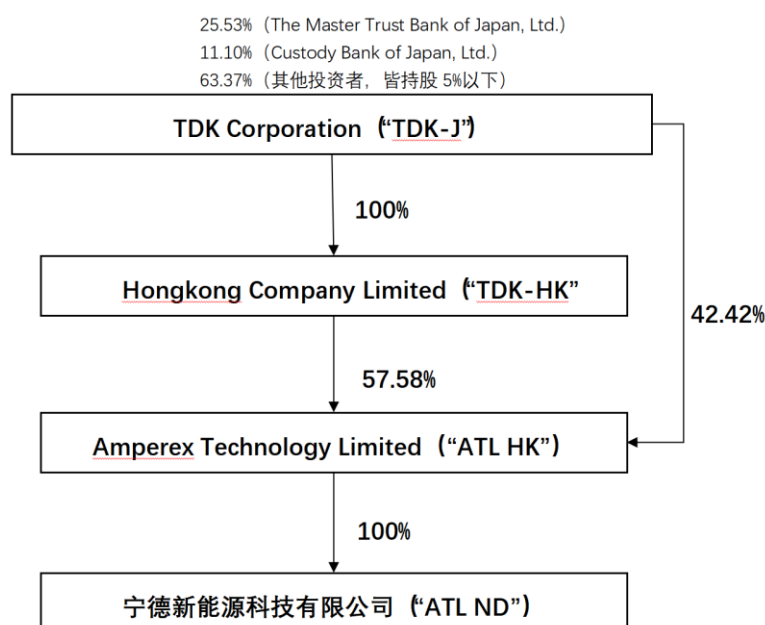 25.53%（The Master Trust Bank of Japan, Ltd.）
11.10%（Custody Bank of Japan, Ltd.）
63.37%（其他投资者，皆持股 5%以下）
TDK Corporation（“TDK-J”）
100%
Hongkong Company Limited（“TDK-HK”
42.42%
57.58%
Amperex Technology Limited（“ATL HK”）
100%
宁德新能源科技有限公司（“ATL ND”）